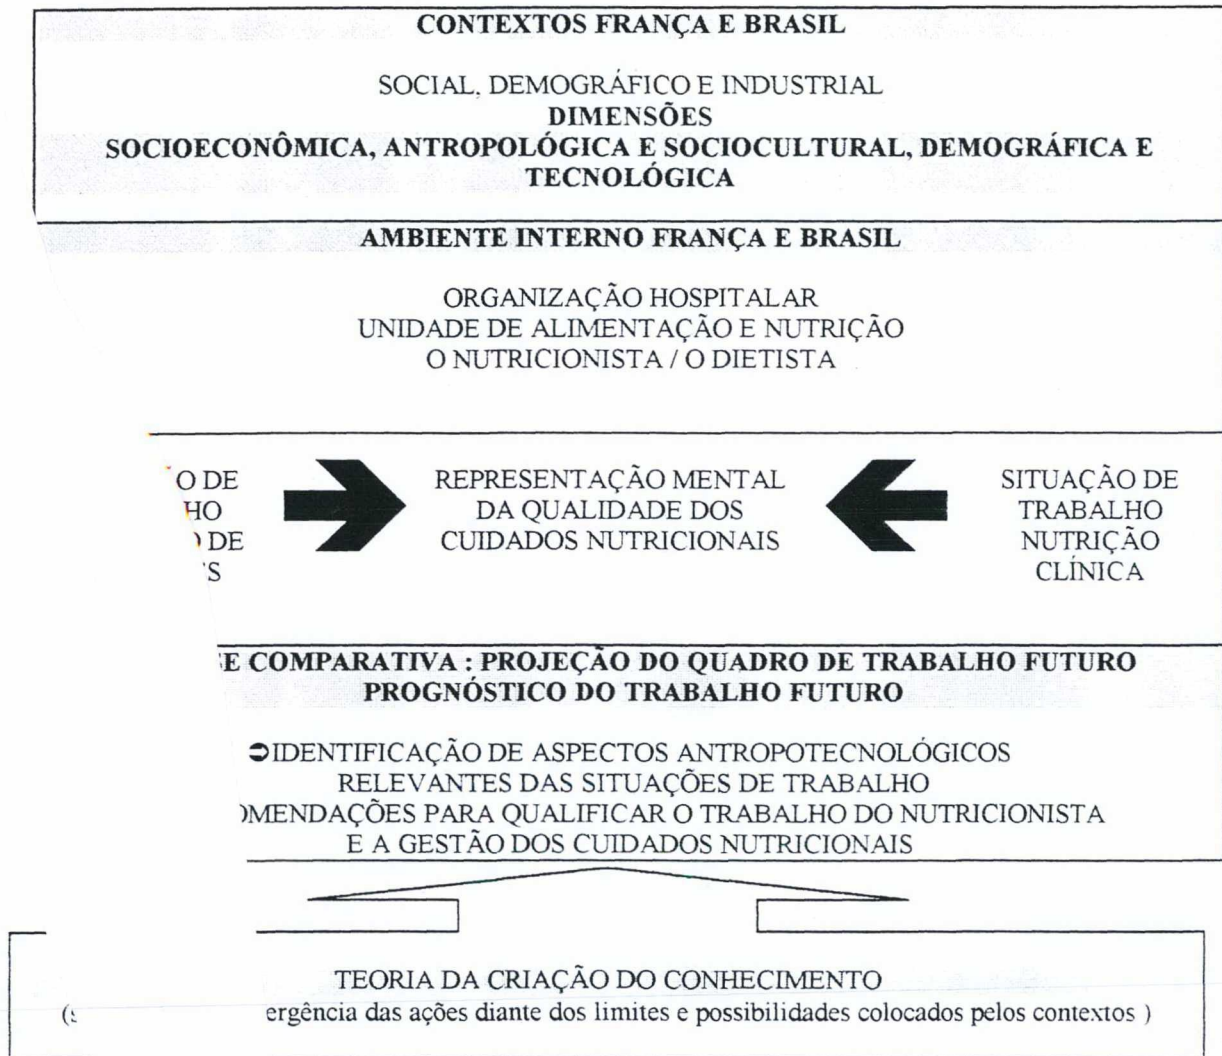 CONTEXTOS FRANÇA E BRASIL
SOCIAL, DEMOGRÁFICO E INDUSTRIAL
DIMENSÕES
SOCIOECONÔMICA, ANTROPOLÓGICA E SOCIOCULTURAL, DEMOGRÁFICA E
TECNOLÓGICA
AMBIENTE INTERNO FRANÇA E BRASIL
ORGANIZAÇÃO HOSPITALAR
UNIDADE DE ALIMENTAÇÃO E NUTRIÇÃO
O NUTRICIONISTA / O DIETISTA
O DE
HO
DE
S
REPRESENTAÇÃO MENTAL
DA QUALIDADE DOS
CUIDADOS NUTRICIONAIS
SITUAÇÃO DE
TRABALHO
NUTRIÇÃO
CLÍNICA
E COMPARATIVA : PROJEÇÃO DO QUADRO DE TRABALHO FUTURO
PROGNÓSTICO DO TRABALHO FUTURO
➲IDENTIFICAÇÃO DE ASPECTOS ANTROPOTECNOLÓGICOS
RELEVANTES DAS SITUAÇÕES DE TRABALHO
OMENDAÇÕES PARA QUALIFICAR O TRABALHO DO NUTRICIONISTA
E A GESTÃO DOS CUIDADOS NUTRICIONAIS
TEORIA DA CRIAÇÃO DO CONHECIMENTO
( ergência das ações diante dos limites e possibilidades colocados pelos contextos )